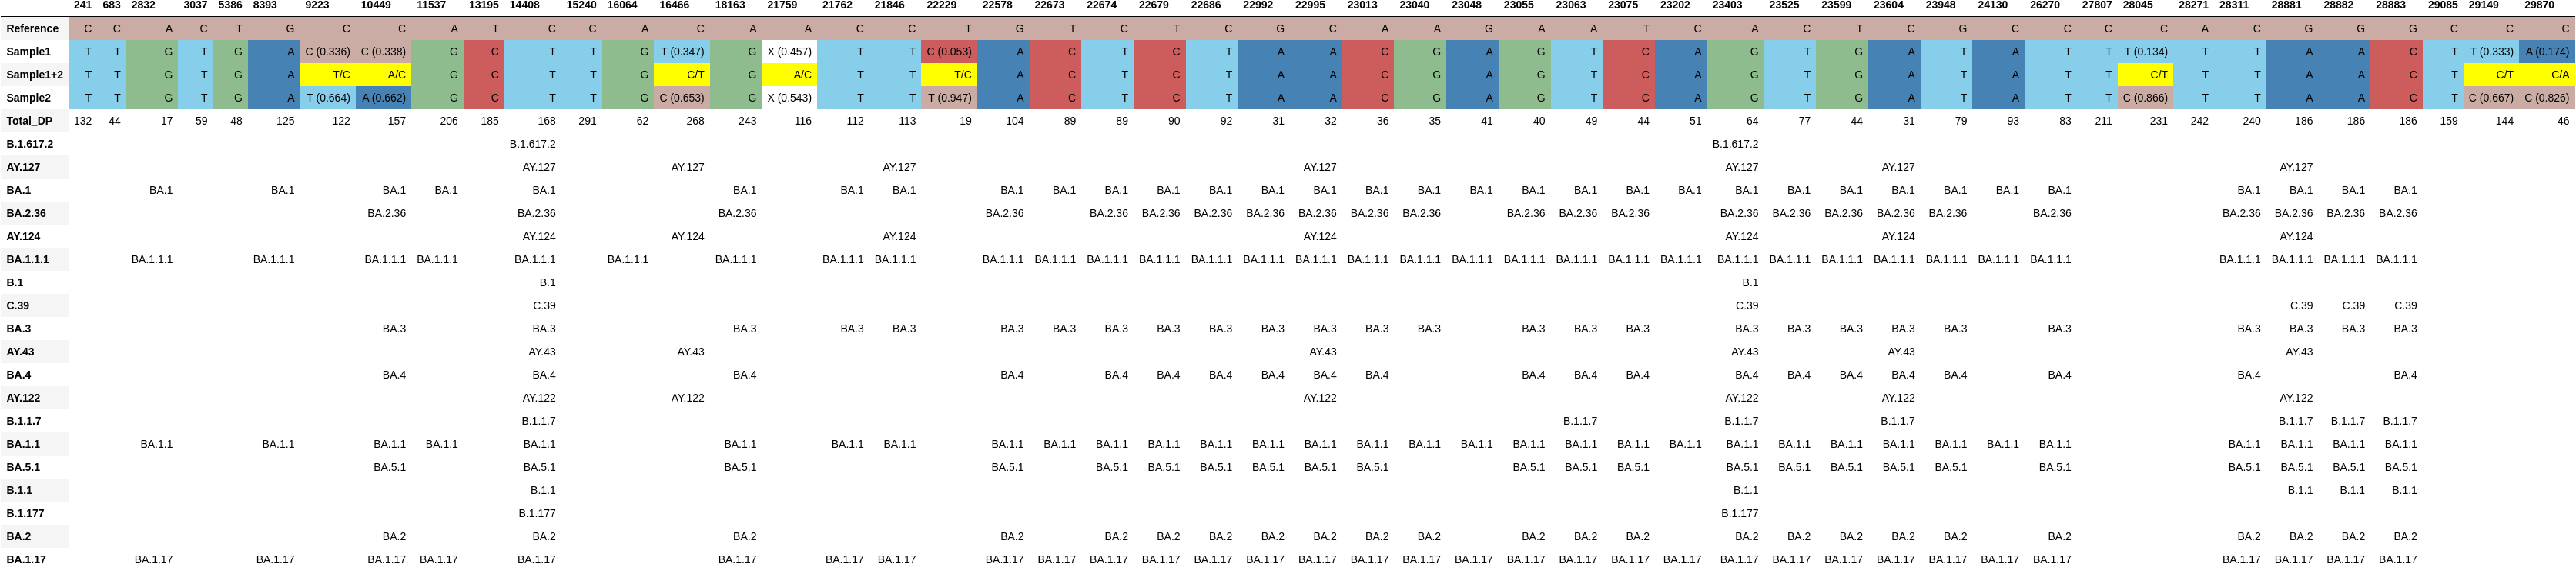 241 683 2832 3037 5386 8393 9223 10449 11537 13195 14408 15240 16064 16466 18163 21759 21762 21846 22229 22578 22673 22674 22679 22686 22992 22995 23013 23040 23048 23055 23063 23075 23202 23403 23525 23599 23604 23948 24130 26270 27807 28045 28271 28311 28881 28882 28883 29085 29149 29870
Reference C C A C T G C C A T C C A C A A C C T G T C T C G C A A G A A T C A C T C G C C C C A C G G G C C C
Sample1 T T G T G A C (0.336) C (0.338) G C T T G T (0.347) G X (0.457) T T C (0.053) A C T C T A A C G A G T C A G T G A T A T T T (0.134) T T A A C T T (0.333) A (0.174)
Sample1+2 T T G T G A T/C A/C G C T T G C/T G A/C T T T/C A C T C T A A C G A G T C A G T G A T A T T C/T T T A A C T C/T C/A
Sample2 T T G T G A T (0.664) A (0.662) G C T T G C (0.653) G X (0.543) T T T (0.947) A C T C T A A C G A G T C A G T G A T A T T C (0.866) T T A A C T C (0.667) C (0.826)
Total_DP 132 44 17 59 48 125 122 157 206 185 168 291 62 268 243 116 112 113 19 104 89 89 90 92 31 32 36 35 41 40 49 44 51 64 77 44 31 79 93 83 211 231 242 240 186 186 186 159 144 46
B.1.617.2 B.1.617.2 B.1.617.2
AY.127 AY.127 AY.127 AY.127 AY.127 AY.127 AY.127 AY.127
BA.1 BA.1 BA.1 BA.1 BA.1 BA.1 BA.1 BA.1 BA.1 BA.1 BA.1 BA.1 BA.1 BA.1 BA.1 BA.1 BA.1 BA.1 BA.1 BA.1 BA.1 BA.1 BA.1 BA.1 BA.1 BA.1 BA.1 BA.1 BA.1 BA.1 BA.1 BA.1 BA.1 BA.1
BA.2.36 BA.2.36 BA.2.36 BA.2.36 BA.2.36 BA.2.36 BA.2.36 BA.2.36 BA.2.36 BA.2.36 BA.2.36 BA.2.36 BA.2.36 BA.2.36 BA.2.36 BA.2.36 BA.2.36 BA.2.36 BA.2.36 BA.2.36 BA.2.36 BA.2.36 BA.2.36 BA.2.36 BA.2.36
AY.124 AY.124 AY.124 AY.124 AY.124 AY.124 AY.124 AY.124
BA.1.1.1 BA.1.1.1 BA.1.1.1 BA.1.1.1 BA.1.1.1 BA.1.1.1 BA.1.1.1 BA.1.1.1 BA.1.1.1 BA.1.1.1 BA.1.1.1 BA.1.1.1 BA.1.1.1 BA.1.1.1 BA.1.1.1 BA.1.1.1 BA.1.1.1 BA.1.1.1 BA.1.1.1 BA.1.1.1 BA.1.1.1 BA.1.1.1 BA.1.1.1 BA.1.1.1 BA.1.1.1 BA.1.1.1 BA.1.1.1 BA.1.1.1 BA.1.1.1 BA.1.1.1 BA.1.1.1 BA.1.1.1 BA.1.1.1 BA.1.1.1 BA.1.1.1
B.1 B.1 B.1
C.39 C.39 C.39 C.39 C.39 C.39
BA.3 BA.3 BA.3 BA.3 BA.3 BA.3 BA.3 BA.3 BA.3 BA.3 BA.3 BA.3 BA.3 BA.3 BA.3 BA.3 BA.3 BA.3 BA.3 BA.3 BA.3 BA.3 BA.3 BA.3 BA.3 BA.3 BA.3 BA.3
AY.43 AY.43 AY.43 AY.43 AY.43 AY.43 AY.43
BA.4 BA.4 BA.4 BA.4 BA.4 BA.4 BA.4 BA.4 BA.4 BA.4 BA.4 BA.4 BA.4 BA.4 BA.4 BA.4 BA.4 BA.4 BA.4 BA.4 BA.4 BA.4
AY.122 AY.122 AY.122 AY.122 AY.122 AY.122 AY.122
B.1.1.7 B.1.1.7 B.1.1.7 B.1.1.7 B.1.1.7 B.1.1.7 B.1.1.7 B.1.1.7
BA.1.1 BA.1.1 BA.1.1 BA.1.1 BA.1.1 BA.1.1 BA.1.1 BA.1.1 BA.1.1 BA.1.1 BA.1.1 BA.1.1 BA.1.1 BA.1.1 BA.1.1 BA.1.1 BA.1.1 BA.1.1 BA.1.1 BA.1.1 BA.1.1 BA.1.1 BA.1.1 BA.1.1 BA.1.1 BA.1.1 BA.1.1 BA.1.1 BA.1.1 BA.1.1 BA.1.1 BA.1.1 BA.1.1 BA.1.1
BA.5.1 BA.5.1 BA.5.1 BA.5.1 BA.5.1 BA.5.1 BA.5.1 BA.5.1 BA.5.1 BA.5.1 BA.5.1 BA.5.1 BA.5.1 BA.5.1 BA.5.1 BA.5.1 BA.5.1 BA.5.1 BA.5.1 BA.5.1 BA.5.1 BA.5.1 BA.5.1 BA.5.1
B.1.1 B.1.1 B.1.1 B.1.1 B.1.1 B.1.1
B.1.177 B.1.177 B.1.177
BA.2 BA.2 BA.2 BA.2 BA.2 BA.2 BA.2 BA.2 BA.2 BA.2 BA.2 BA.2 BA.2 BA.2 BA.2 BA.2 BA.2 BA.2 BA.2 BA.2 BA.2 BA.2 BA.2 BA.2 BA.2
BA.1.17 BA.1.17 BA.1.17 BA.1.17 BA.1.17 BA.1.17 BA.1.17 BA.1.17 BA.1.17 BA.1.17 BA.1.17 BA.1.17 BA.1.17 BA.1.17 BA.1.17 BA.1.17 BA.1.17 BA.1.17 BA.1.17 BA.1.17 BA.1.17 BA.1.17 BA.1.17 BA.1.17 BA.1.17 BA.1.17 BA.1.17 BA.1.17 BA.1.17 BA.1.17 BA.1.17 BA.1.17 BA.1.17 BA.1.17